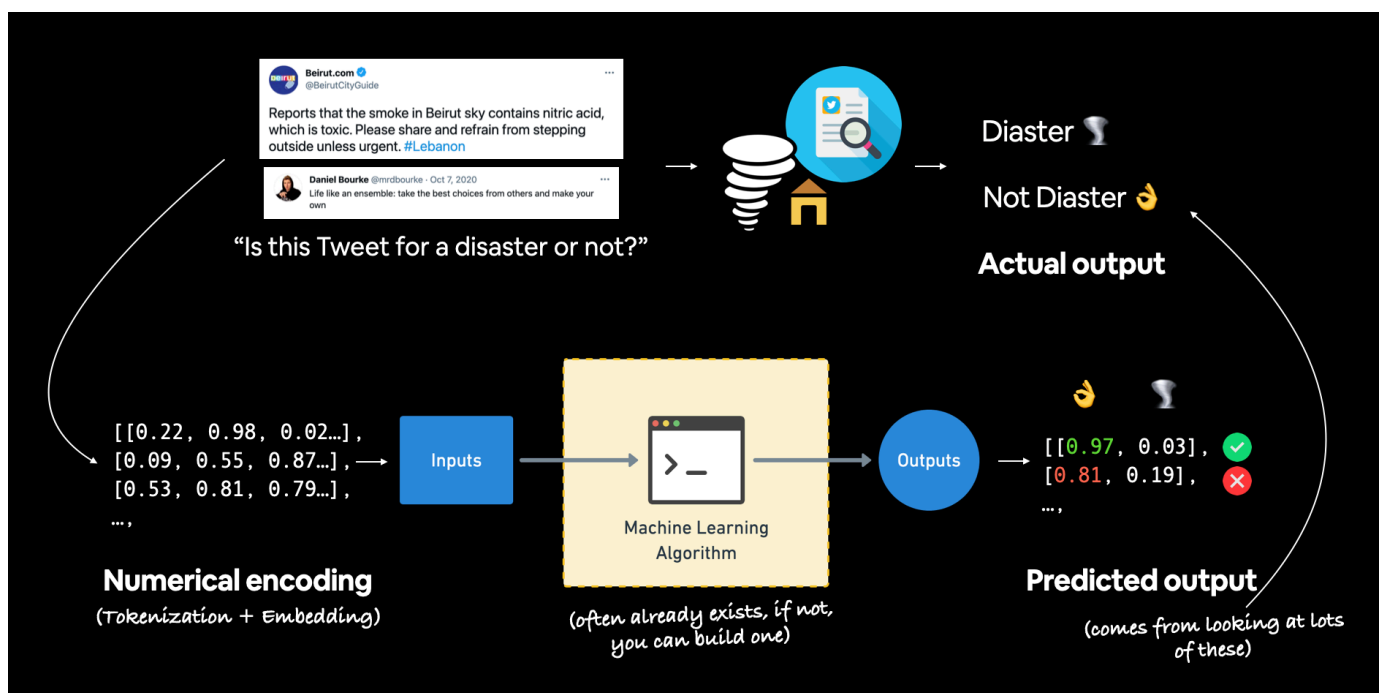 Beirut.com
@BeirutCityGuide
Reports that the smoke in Beirut sky contains nitric acid,
which is toxic. Please share and refrain from stepping
outside unless urgent. #Lebanon
Daniel Bourke @mrdbourke · Oct 7, 2020
Life like an ensemble: take the best choices from others and make your
own
“Is this Tweet for a disaster or not?”
Diaster 🌪️
Not Diaster 👌
Actual output
[[0.22, 0.98, 0.02…],
[0.09, 0.55, 0.87…],
[0.53, 0.81, 0.79…],
…,
Numerical encoding
(Tokenization + Embedding)
Inputs
Machine Learning
Algorithm
(often already exists, if not,
you can build one)
Outputs
[[0.97, 0.03],
[0.81, 0.19],
…,
Predicted output
(comes from looking at lots
of these)